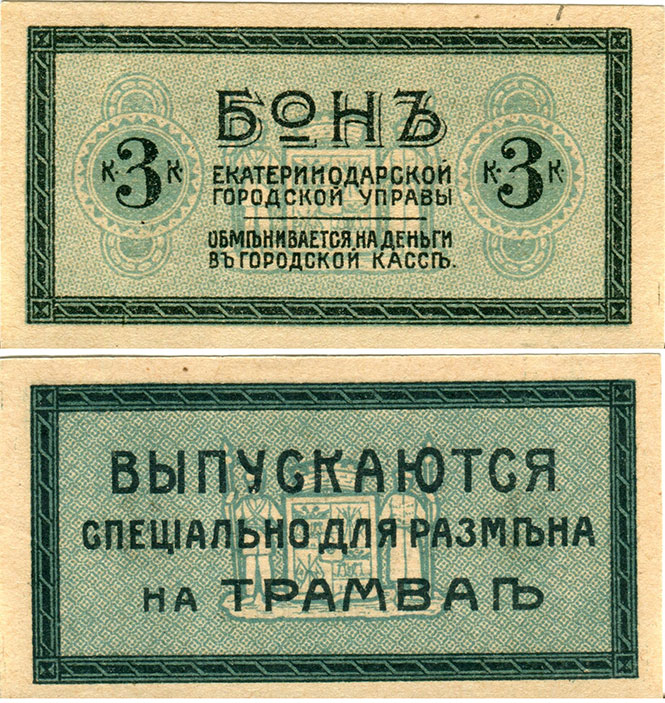 БОНЪ
К. 3 К.
К. 3 К.
ЕКАТЕРИНОДАРСКОЙ
ГОРОДСКОЙ УПРАВЫ
ОБМѢНИВАЕТСЯ НА ДЕНЬГИ
ВЪ ГОРОДСКОЙ КАССѢ.
ВЫПУСКАЮТСЯ
СПЕЦІАЛЬНО ДЛЯ РАЗМѢНА
НА ТРАМВАѢ